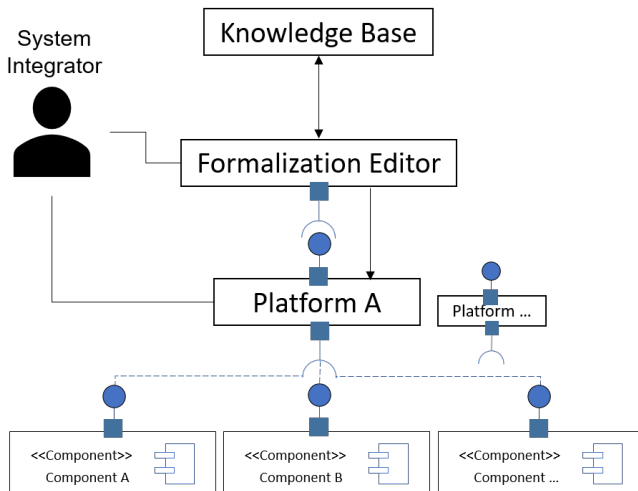 System
Integrator
Knowledge Base
Formalization Editor
Platform A
Platform ...
<<Component>>
Component A
<<Component>>
Component B
<<Component>>
Component ...